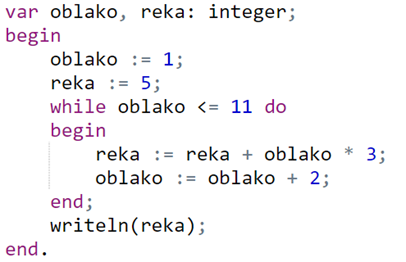 var oblako, reka: integer;
begin
oblako := 1;
reka := 5;
while oblako <= 11 do
begin
reka := reka + oblako * 3;
oblako := oblako + 2;
end;
writeln(reka);
end.